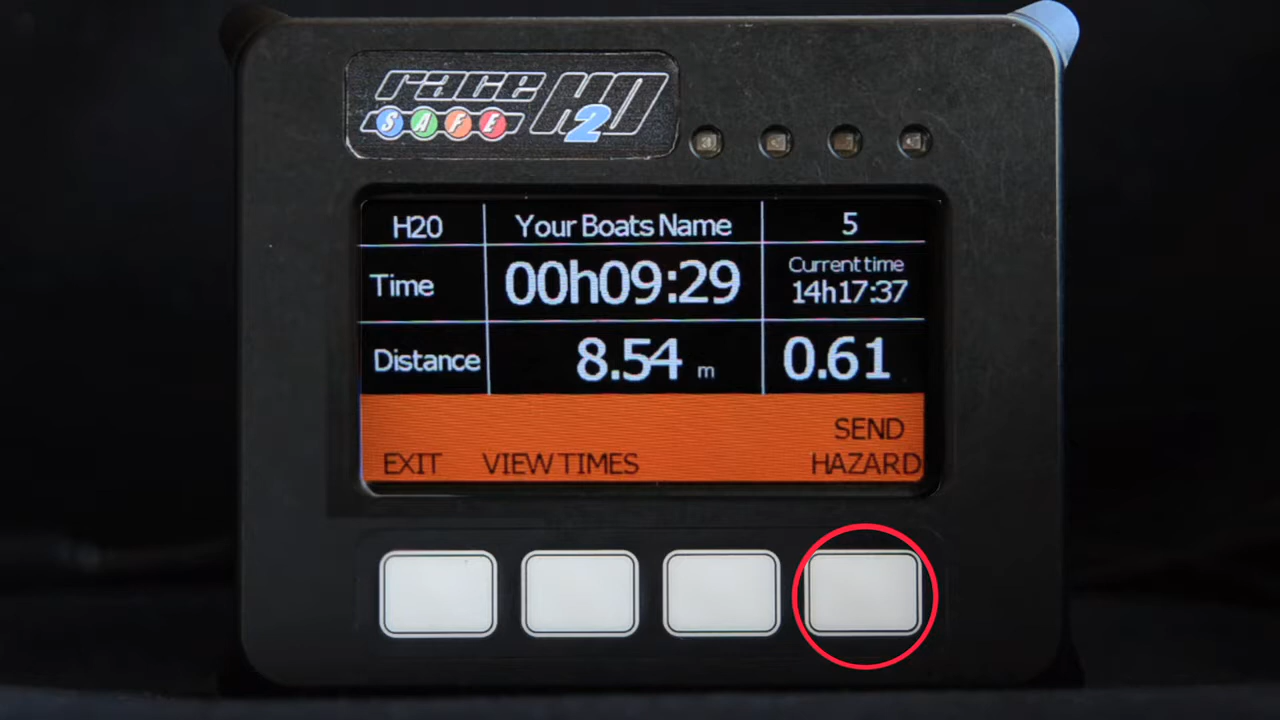 race H2O
SAFE
H20 Your Boats Name 5
Time 00h09:29 Current time
14h17:37
Distance 8.54 m 0.61
SEND
EXIT VIEW TIMES HAZARD